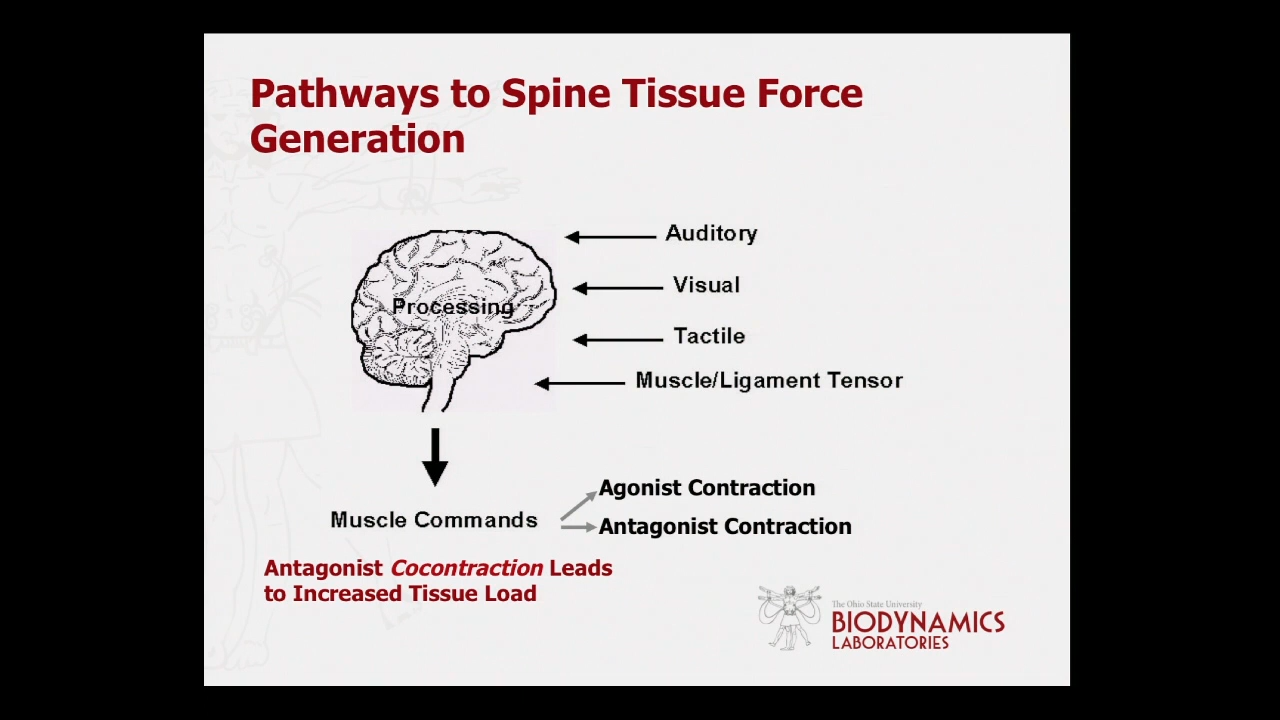 Pathways to Spine Tissue Force
Generation
Auditory
Visual
Processing
Tactile
Muscle/Ligament Tensor
Agonist Contraction
Muscle Commands
Antagonist Contraction
Antagonist Cocontraction Leads
to Increased Tissue Load
The Ohio State University
BIODYNAMICS
LABORATORIES